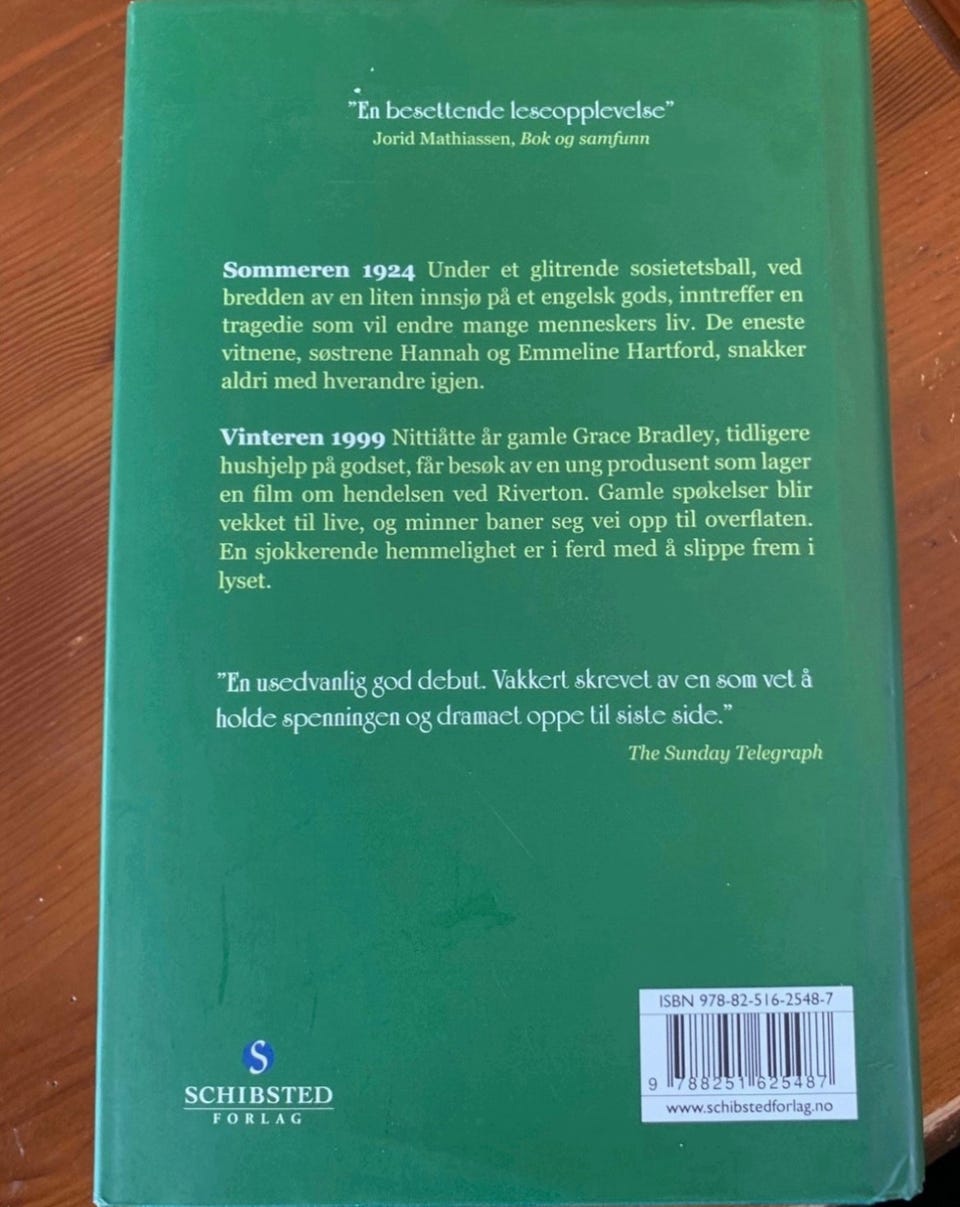 ”En besettende leseopplevelse”
Jorid Mathiassen, Bok og samfunn
Sommeren 1924 Under et glitrende sosietetsball, ved
bredden av en liten innsjø på et engelsk gods, inntreffer en
tragedie som vil endre mange menneskers liv. De eneste
vitnene, søstrene Hannah og Emmeline Hartford, snakker
aldri med hverandre igjen.
Vinteren 1999 Nittiåtte år gamle Grace Bradley, tidligere
hushjelp på godset, får besøk av en ung produsent som lager
en film om hendelsen ved Riverton. Gamle spøkelser blir
vekket til live, og minner baner seg vei opp til overflaten.
En sjokkerende hemmelighet er i ferd med å slippe frem i
lyset.
”En usedvanlig god debut. Vakkert skrevet av en som vet å
holde spenningen og dramaet oppe til siste side.”
The Sunday Telegraph
S
SCHIBSTED
FORLAG
ISBN 978-82-516-2548-7
9 788251 625487
www.schibstedforlag.no